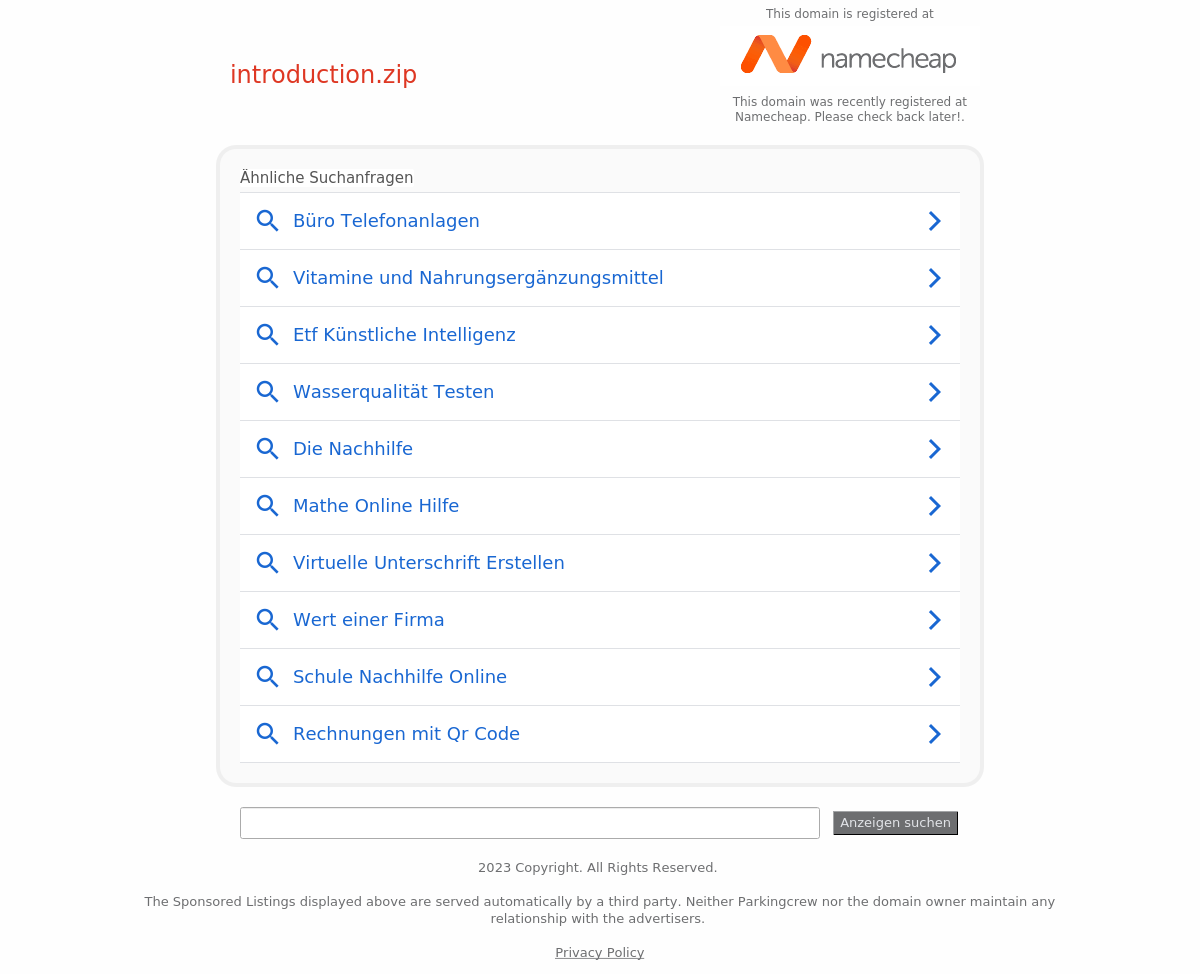 This domain is registered at
introduction.zip
namecheap
This domain was recently registered at
Namecheap. Please check back later!.
Ähnliche Suchanfragen
Büro Telefonanlagen
Vitamine und Nahrungsergänzungsmittel
Etf Künstliche Intelligenz
Wasserqualität Testen
Die Nachhilfe
Mathe Online Hilfe
Virtuelle Unterschrift Erstellen
Wert einer Firma
Schule Nachhilfe Online
Rechnungen mit Qr Code
Anzeigen suchen
2023 Copyright. All Rights Reserved.
The Sponsored Listings displayed above are served automatically by a third party. Neither Parkingcrew nor the domain owner maintain any
relationship with the advertisers.
Privacy Policy